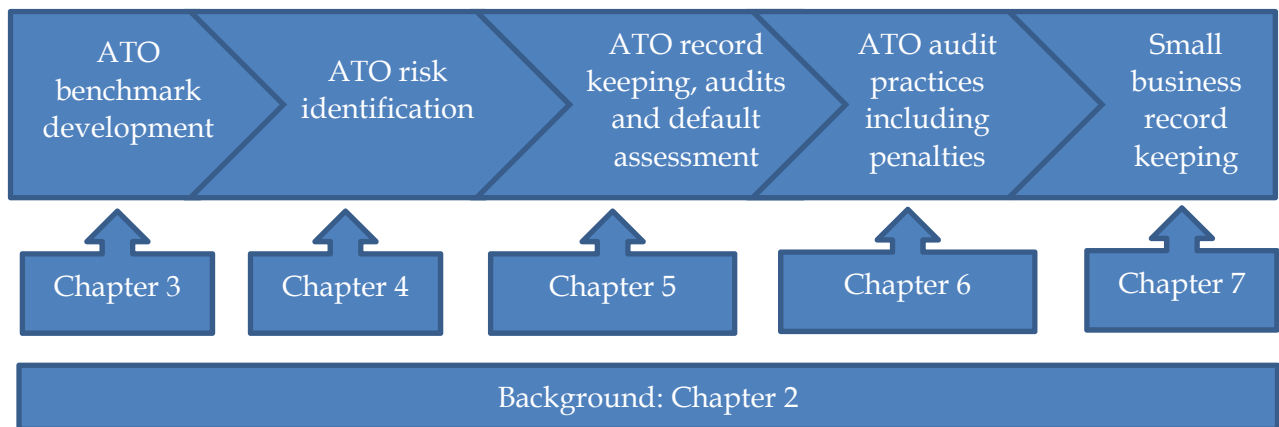 ATO
benchmark
development
ATO risk
identification
ATO record
keeping, audits
and default
assessment
ATO audit
practices
including
penalties
Small
business
record
keeping
Chapter 3
Chapter 4
Chapter 5
Chapter 6
Chapter 7
Background: Chapter 2